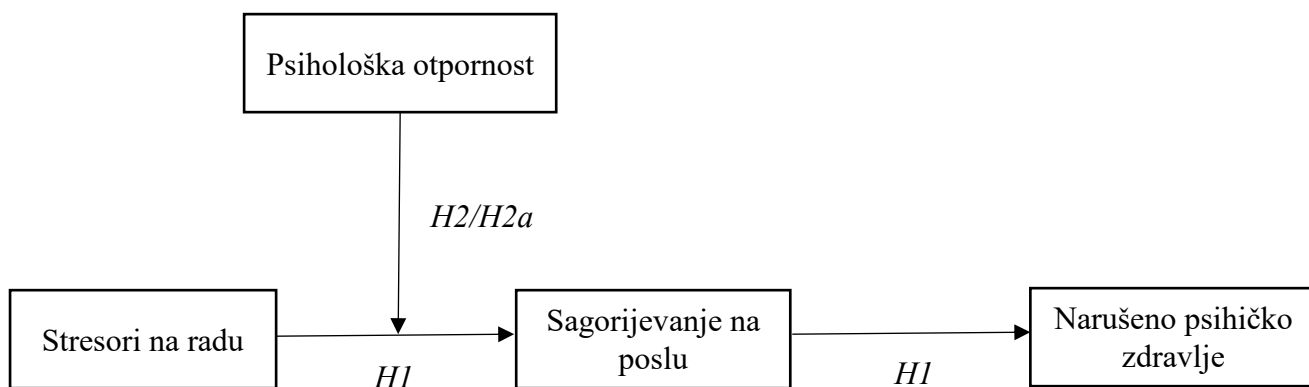 Psihološka otpornost
H2/H2a
Stresori na radu
H1
Sagorijevanje na
poslu
H1
Narušeno psihičko
zdravlje